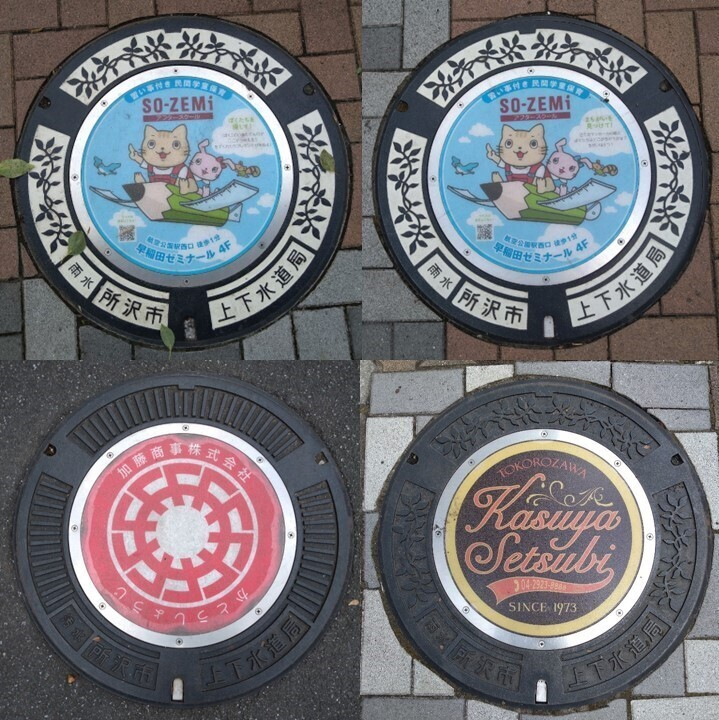 習い事付き 民間学童保育
SO-ZEMi
アフタースクール
航空公園駅西口 徒歩1分
早稲田ゼミナール 4F
雨水
所沢市
上下水道局
習い事付き 民間学童保育
SO-ZEMi
アフタースクール
航空公園駅西口 徒歩1分
早稲田ゼミナール 4F
雨水
所沢市
上下水道局
加藤商事株式会社
かとうしょうじ
所沢市
上下水道局
TOKOROZAWA
Kasuya
Setsubi
SINCE 1973
所沢市
上下水道局